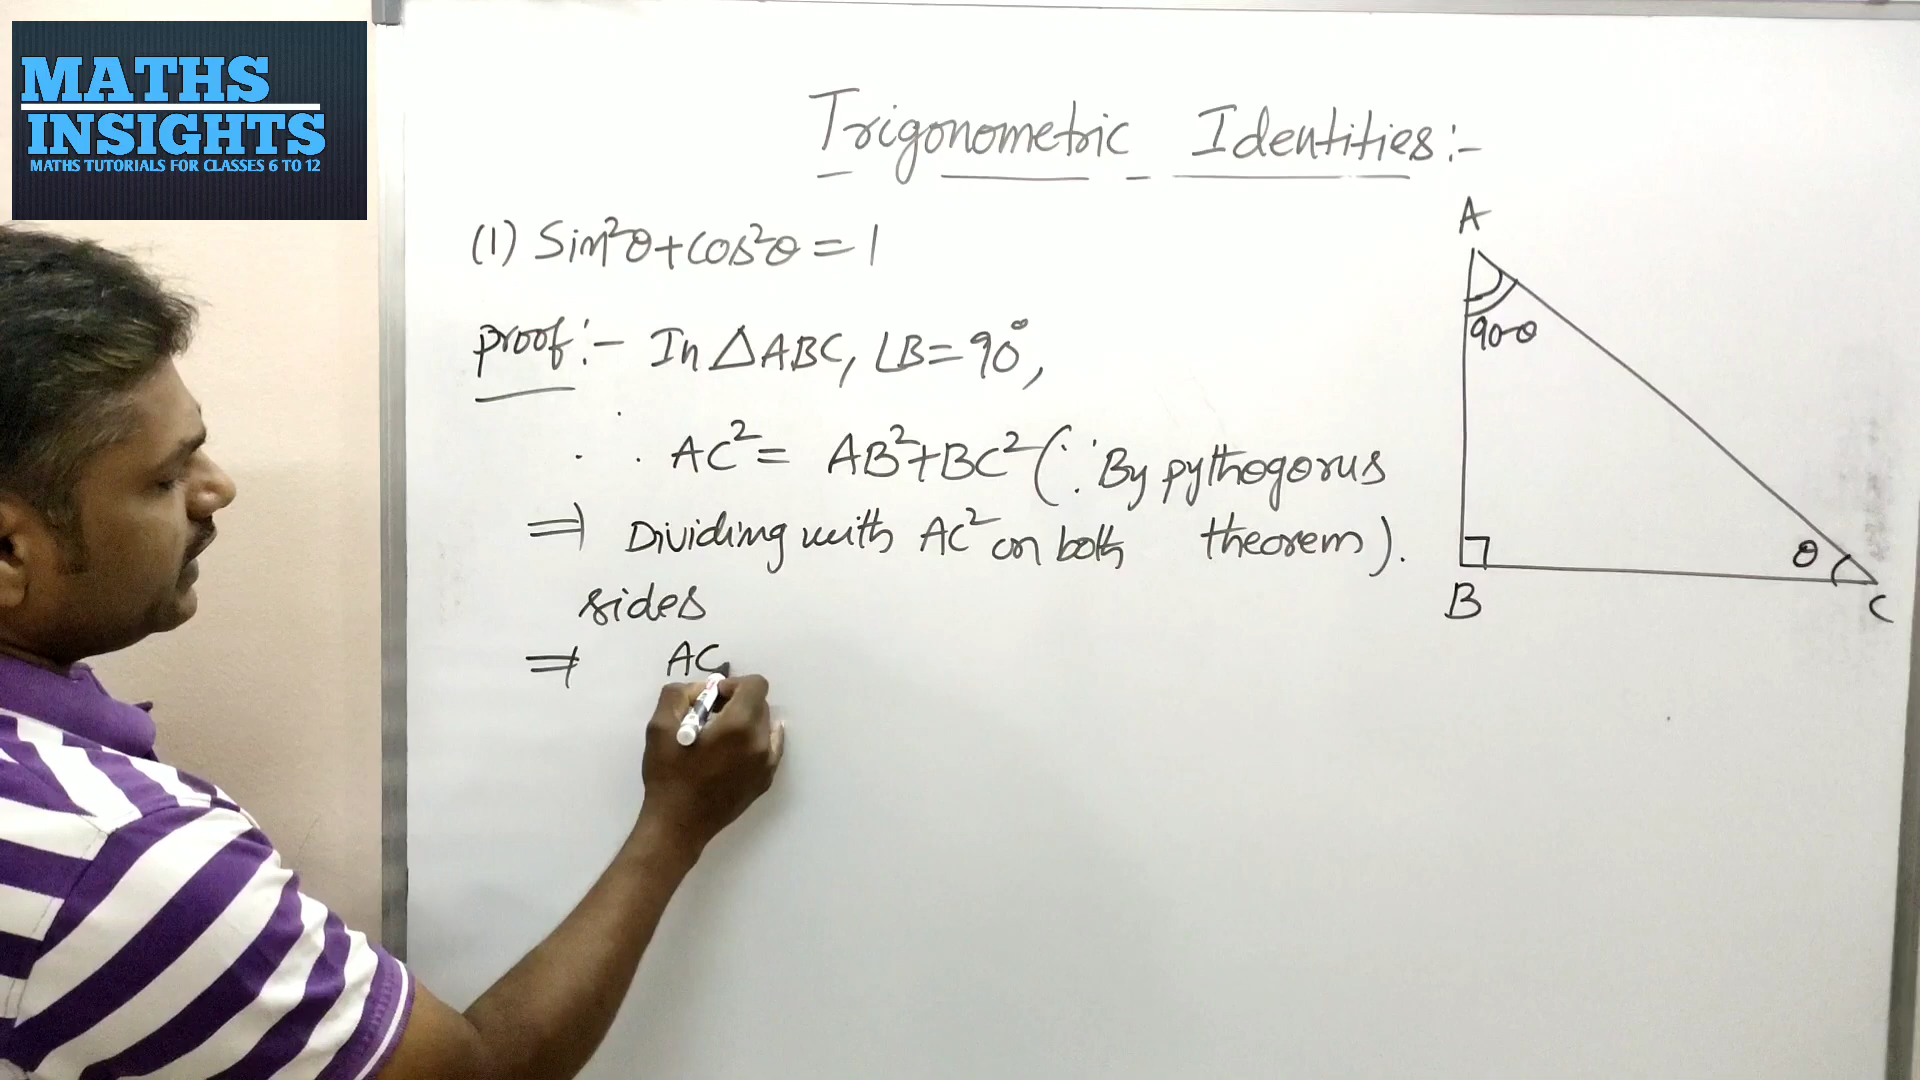 MATHS
INSIGHTS
MATHS TUTORIALS FOR CLASSES 6 TO 12
Trigonometric Identities:-
(1) Sin²θ+cos²θ=1
proof:- In △ABC, ∠B=90°,
∴ AC² = AB²+BC² (∵ By pythogorus
⇒ Dividing with AC² on both theorem).
sides
⇒ AC
A
90-θ
θ
B
C